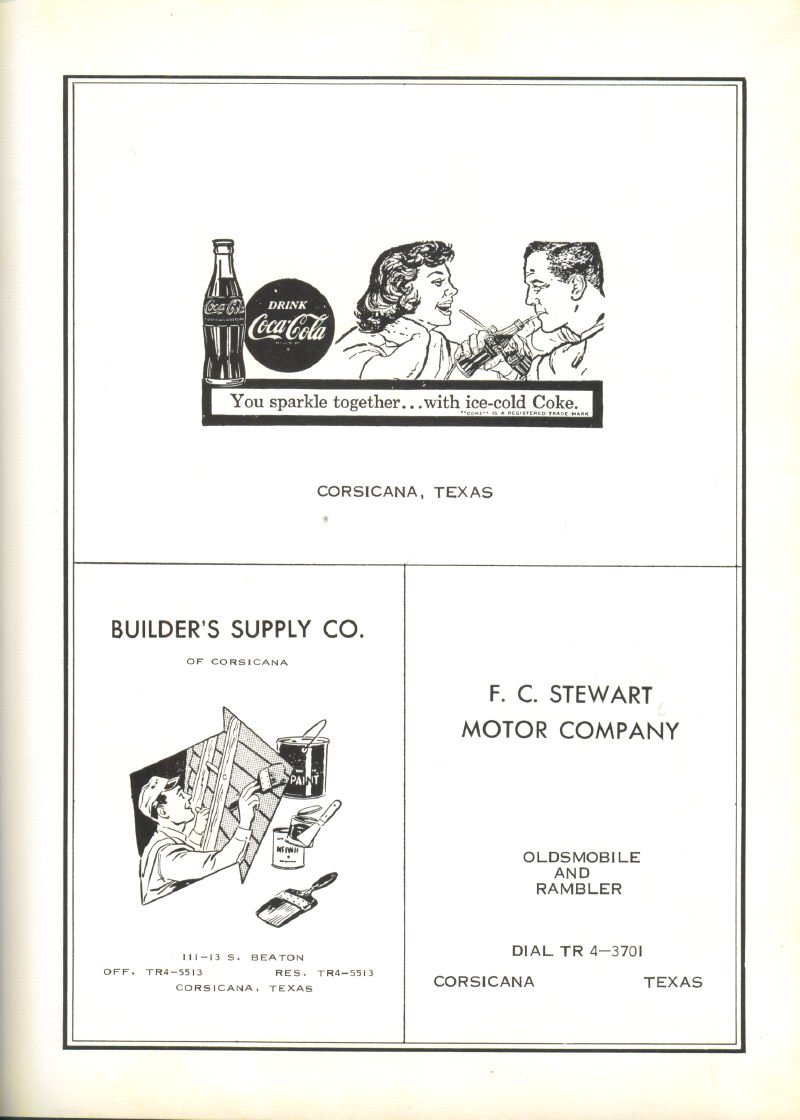 DRINK
Coca-Cola
Coca-Cola
You sparkle together...with ice-cold Coke.
"COKE" IS A REGISTERED TRADE-MARK
CORSICANA, TEXAS
BUILDER'S SUPPLY CO.
OF CORSICANA
PAINT
111-13 S. BEATON
OFF. TR4-5513 RES. TR4-5513
CORSICANA, TEXAS
F. C. STEWART
MOTOR COMPANY
OLDSMOBILE
AND
RAMBLER
DIAL TR 4-3701
CORSICANA TEXAS